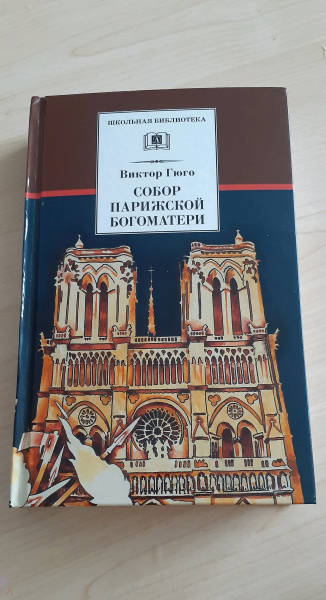 ШКОЛЬНАЯ БИБЛИОТЕКА
Виктор Гюго
СОБОР
ПАРИЖСКОЙ
БОГОМАТЕРИ